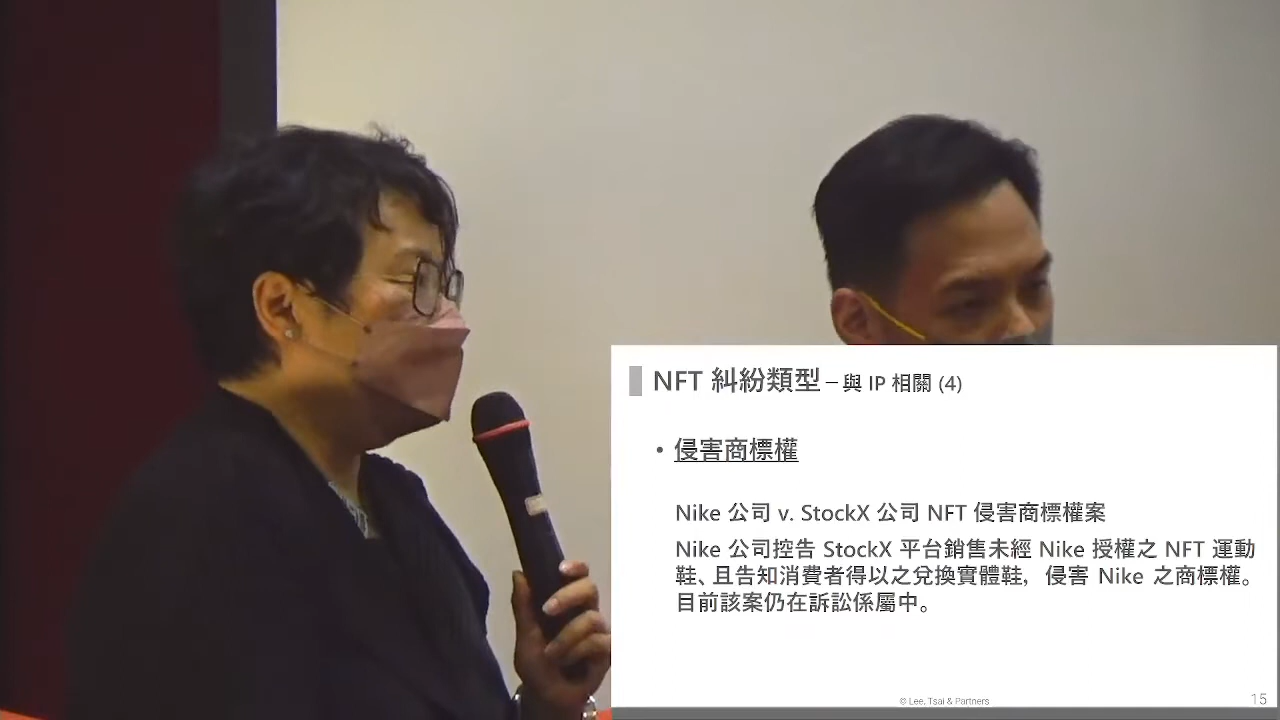 NFT 糾紛類型－與 IP 相關 (4)
• 侵害商標權
Nike 公司 v. StockX 公司 NFT 侵害商標權案
Nike 公司控告 StockX 平台銷售未經 Nike 授權之 NFT 運動
鞋、且告知消費者得以之兌換實體鞋，侵害 Nike 之商標權。
目前該案仍在訴訟係屬中。
© Lee, Tsai & Partners
15